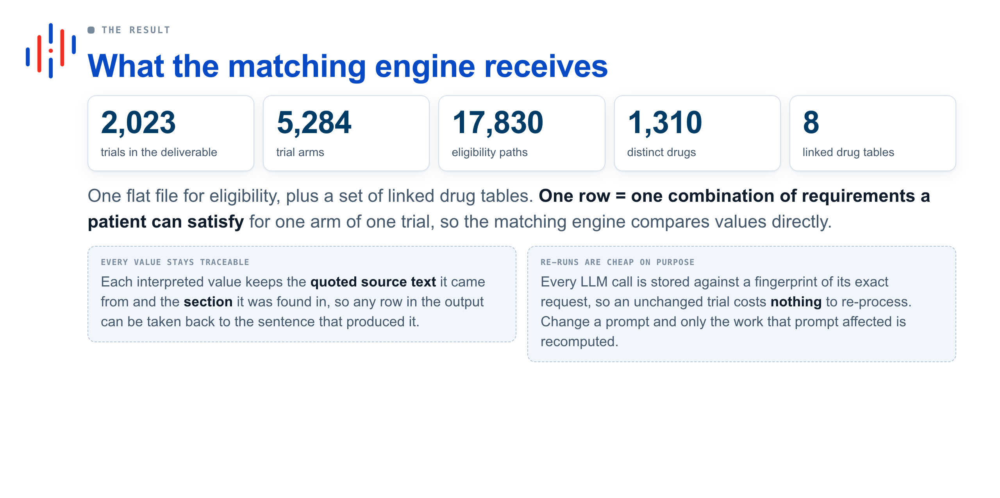 THE RESULT
What the matching engine receives
2,023
trials in the deliverable
5,284
trial arms
17,830
eligibility paths
1,310
distinct drugs
8
linked drug tables
One flat file for eligibility, plus a set of linked drug tables. One row = one combination of requirements a
patient can satisfy for one arm of one trial, so the matching engine compares values directly.
EVERY VALUE STAYS TRACEABLE
Each interpreted value keeps the quoted source text it came
from and the section it was found in, so any row in the output
can be taken back to the sentence that produced it.
RE–RUNS ARE CHEAP ON PURPOSE
Every LLM call is stored against a fingerprint of its exact
request, so an unchanged trial costs nothing to re-process.
Change a prompt and only the work that prompt affected is
recomputed.